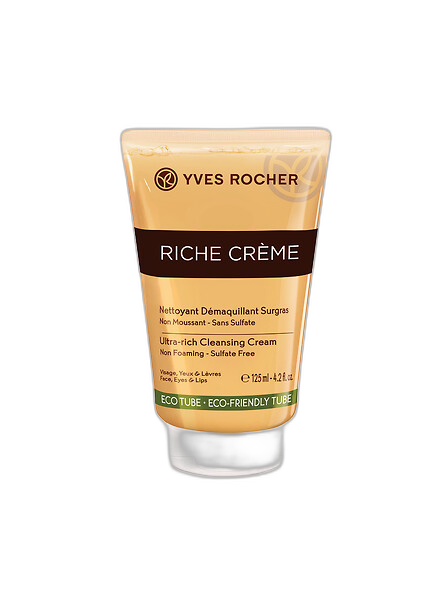 YVES ROCHER
RICHE CRÈME
Nettoyant Démaquillant Surgras
Non Moussant - Sans Sulfate
Ultra-rich Cleansing Cream
Non Foaming - Sulfate Free
Visage, Yeux & Lèvres
Face, Eyes & Lips
℮ 125 ml - 4.2 fl. oz.
ECO TUBE • ECO-FRIENDLY TUBE